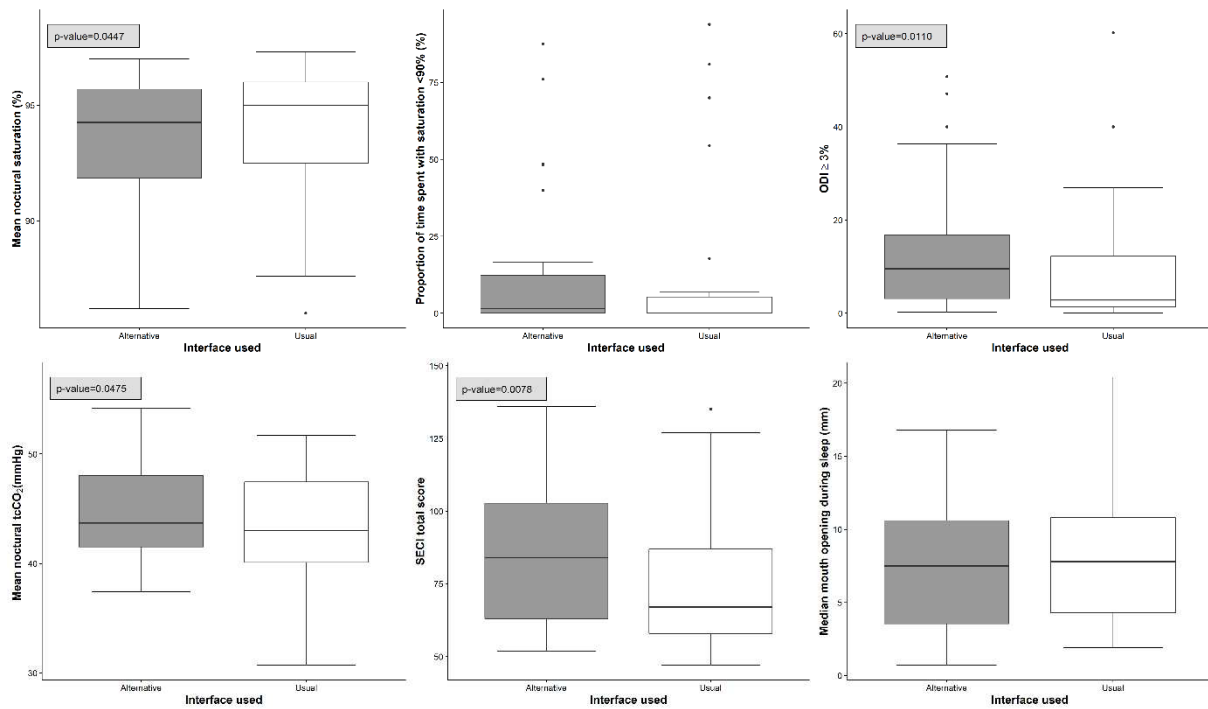 p-value=0.0447
Mean noctural saturation (%)
95
90
Alternative
Usual
Interface used
Proportion of time spent with saturation <90% (%)
75
50
25
0
Alternative
Usual
Interface used
p-value=0.0110
ODI ≥ 3%
60
40
20
0
Alternative
Usual
Interface used
p-value=0.0475
Mean noctural tcCO₂(mmHg)
50
40
30
Alternative
Usual
Interface used
p-value=0.0078
SECI total score
150
125
100
75
50
Alternative
Usual
Interface used
Median mouth opening during sleep (mm)
20
15
10
5
0
Alternative
Usual
Interface used